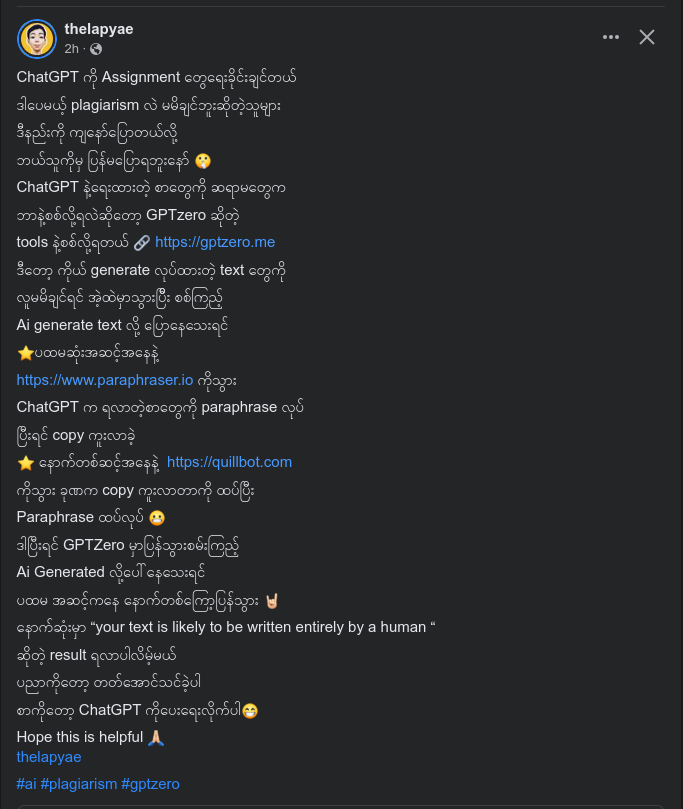 thelapyae
2h
ChatGPT ကို Assignment တွေရေးခိုင်းချင်တယ်
ဒါပေမယ့် plagiarism လဲ မမိချင်ဘူးဆိုတဲ့သူများ
ဒီနည်းကို ကျနော်ပြောတယ်လို့
ဘယ်သူကိုမှ ပြန်မပြောရဘူးနော် 🤫
ChatGPT နဲ့ရေးထားတဲ့ စာတွေကို ဆရာမတွေက
ဘာနဲ့စစ်လို့ရလဲဆိုတော့ GPTzero ဆိုတဲ့
tools နဲ့စစ်လို့ရတယ် 🔗 https://gptzero.me
ဒီတော့ ကိုယ် generate လုပ်ထားတဲ့ text တွေကို
လူမမိချင်ရင် အဲ့ထဲမှာသွားပြီး စစ်ကြည့်
Ai generate text လို့ ပြောနေသေးရင်
⭐ပထမဆုံးအဆင့်အနေနဲ့
https://www.paraphraser.io ကိုသွား
ChatGPT က ရလာတဲ့စာတွေကို paraphrase လုပ်
ပြီးရင် copy ကူးလာခဲ့
⭐ နောက်တစ်ဆင့်အနေနဲ့ https://quillbot.com
ကိုသွား ခုဏက copy ကူးလာတာကို ထပ်ပြီး
Paraphrase ထပ်လုပ် 😬
ဒါပြီးရင် GPTZero မှာပြန်သွားစမ်းကြည့်
Ai Generated လို့ပေါ်နေသေးရင်
ပထမ အဆင့်ကနေ နောက်တစ်ကြော့ပြန်သွား 🤘🏻
နောက်ဆုံးမှာ “your text is likely to be written entirely by a human “
ဆိုတဲ့ result ရလာပါလိမ့်မယ်
ပညာကိုတော့ တတ်အောင်သင်ခဲ့ပါ
စာကိုတော့ ChatGPT ကိုပေးရေးလိုက်ပါ😁
Hope this is helpful 🙏🏻
thelapyae
#ai #plagiarism #gptzero